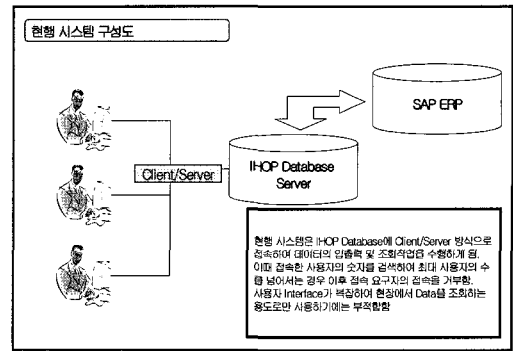 현행 시스템 구성도
SAP ERP
Client/Server
IHOP Database
Server
현행 시스템은 IHOP Database에 Client/Server 방식으로
접속하여 데이터의 입출력 및 조회작업을 수행하게 됨.
이때 접속한 사용자의 숫자를 검색하여 최대 사용자의 수
를 넘어서는 경우 이후 접속 요구자의 접속을 거부함.
사용자 Interface가 복잡하여 현장에서 Data를 조회하는
용도로만 사용하기에는 부적합함